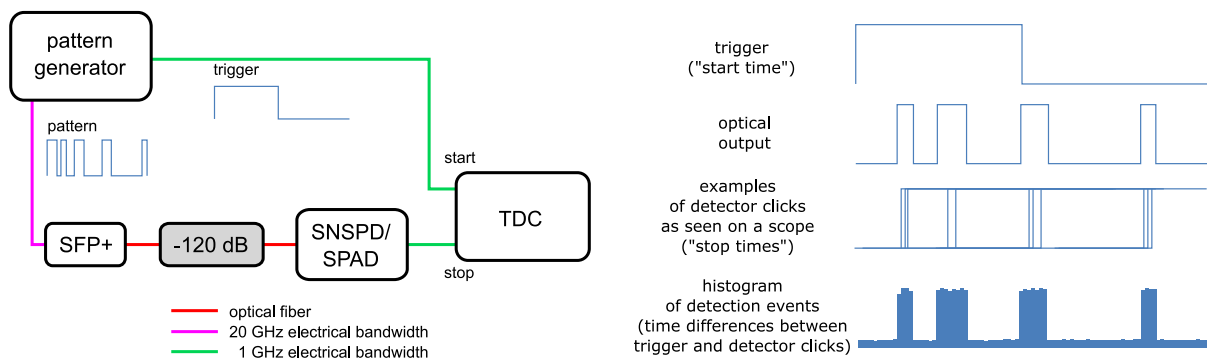 pattern
generator
trigger
pattern
start
TDC
SFP+
-120 dB
SNSPD/
SPAD
stop
optical fiber
20 GHz electrical bandwidth
1 GHz electrical bandwidth
trigger
("start time")
optical
output
examples
of detector clicks
as seen on a scope
("stop times")
histogram
of detection events
(time differences between
trigger and detector clicks)